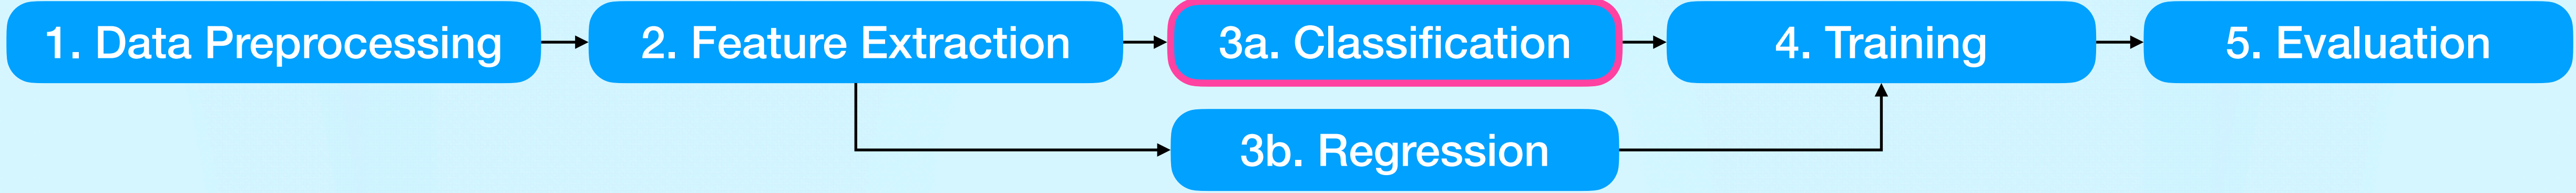 1. Data Preprocessing
2. Feature Extraction
3a. Classification
4. Training
5. Evaluation
3b. Regression